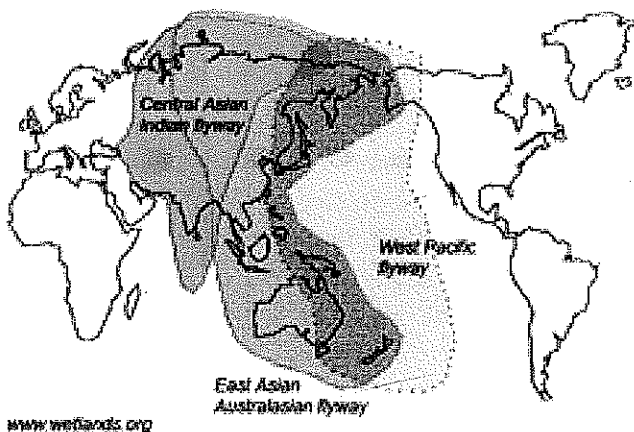 Central Asian
Indian flyway
West Pacific
flyway
East Asian
Australasian flyway
www.wetlands.org